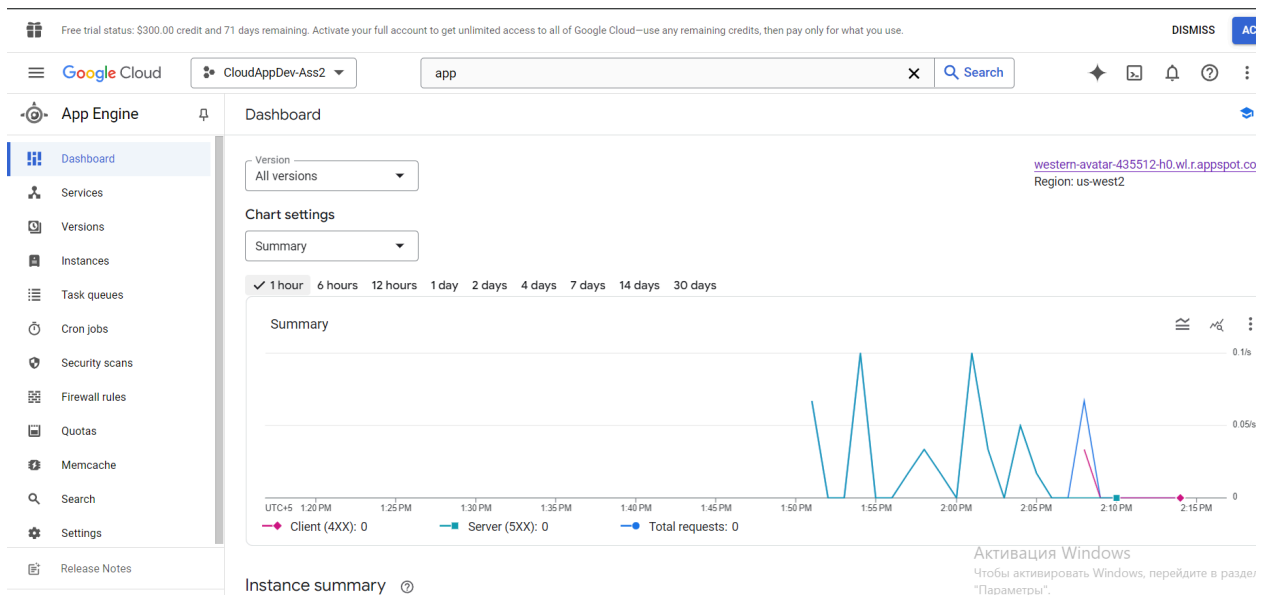 Free trial status: $300.00 credit and 71 days remaining. Activate your full account to get unlimited access to all of Google Cloud—use any remaining credits, then pay only for what you use.
DISMISS
AC
Google Cloud
CloudAppDev-Ass2
app
Search
App Engine
Dashboard
Dashboard
Services
Versions
Instances
Task queues
Cron jobs
Security scans
Firewall rules
Quotas
Memcache
Search
Settings
Release Notes
Version
All versions
western-avatar-435512-h0.wl.r.appspot.co
Region: us-west2
Chart settings
Summary
1 hour 6 hours 12 hours 1 day 2 days 4 days 7 days 14 days 30 days
Summary
0.1/s
0.05/s
0
UTC+5 1:20 PM 1:25 PM 1:30 PM 1:35 PM 1:40 PM 1:45 PM 1:50 PM 1:55 PM 2:00 PM 2:05 PM 2:10 PM 2:15 PM
Client (4XX): 0 Server (5XX): 0 Total requests: 0
Instance summary
Активация Windows
Чтобы активировать Windows, перейдите в раздел
"Параметры".